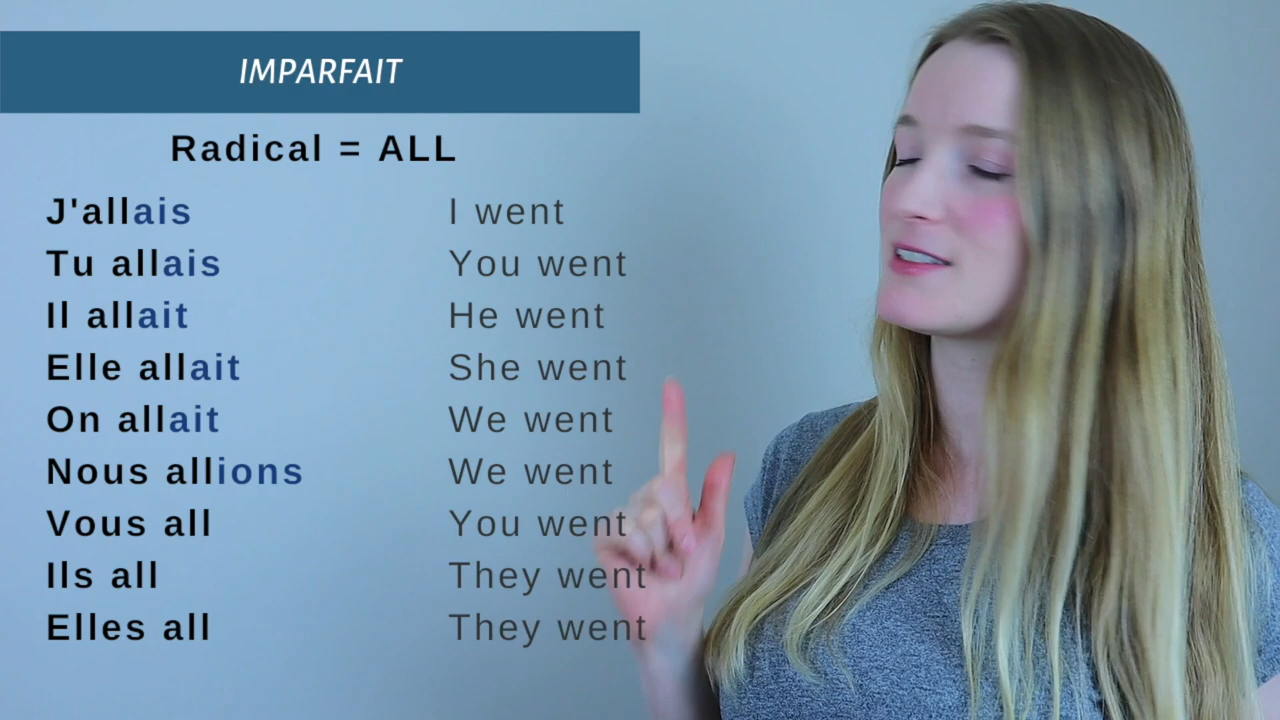 IMPARFAIT
Radical = ALL
J'allais I went
Tu allais You went
Il allait He went
Elle allait She went
On allait We went
Nous allions We went
Vous all You went
Ils all They went
Elles all They went